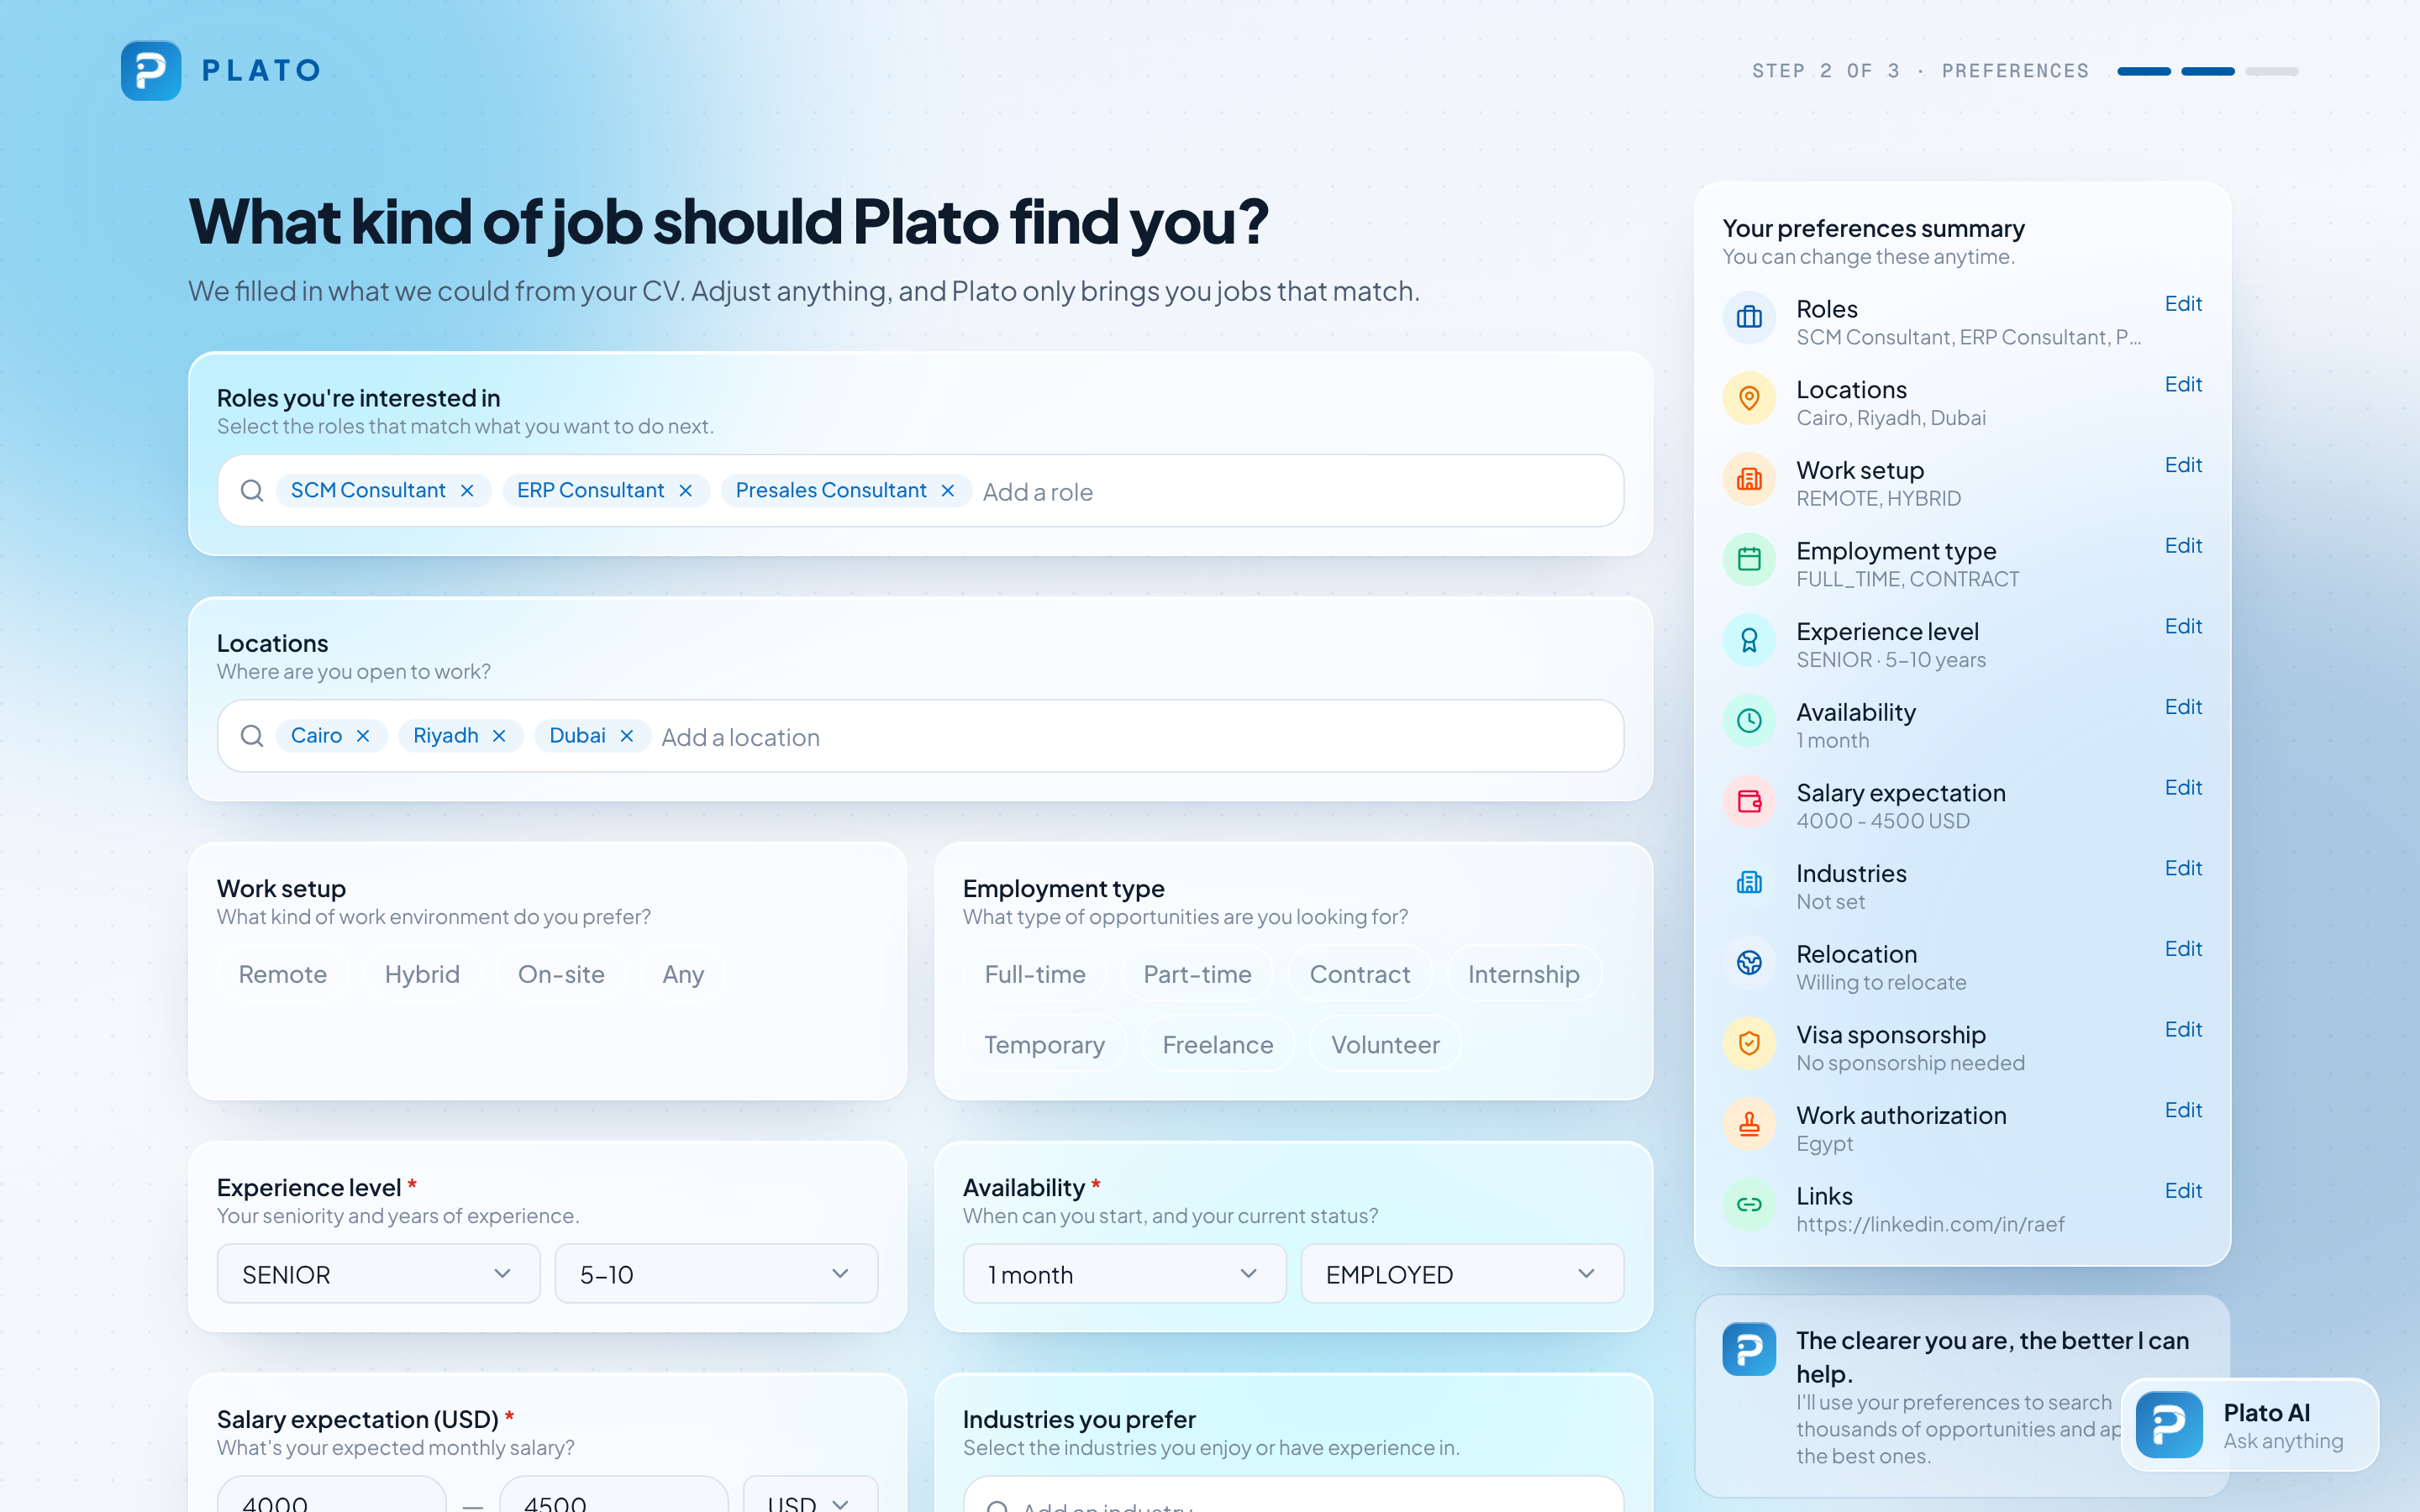 PLATO
STEP 2 OF 3 · PREFERENCES
What kind of job should Plato find you?
We filled in what we could from your CV. Adjust anything, and Plato only brings you jobs that match.
Roles you're interested in
Select the roles that match what you want to do next.
SCM Consultant × ERP Consultant × Presales Consultant × Add a role
Locations
Where are you open to work?
Cairo × Riyadh × Dubai × Add a location
Work setup
What kind of work environment do you prefer?
Remote Hybrid On-site Any
Employment type
What type of opportunities are you looking for?
Full-time Part-time Contract Internship
Temporary Freelance Volunteer
Experience level *
Your seniority and years of experience.
SENIOR 5–10
Availability *
When can you start, and your current status?
1 month EMPLOYED
Salary expectation (USD) *
What's your expected monthly salary?
4000 — 4500 USD
Industries you prefer
Select the industries you enjoy or have experience in.
Add an industry
Your preferences summary
You can change these anytime.
Roles Edit
SCM Consultant, ERP Consultant, P...
Locations Edit
Cairo, Riyadh, Dubai
Work setup Edit
REMOTE, HYBRID
Employment type Edit
FULL_TIME, CONTRACT
Experience level Edit
SENIOR · 5–10 years
Availability Edit
1 month
Salary expectation Edit
4000 - 4500 USD
Industries Edit
Not set
Relocation Edit
Willing to relocate
Visa sponsorship Edit
No sponsorship needed
Work authorization Edit
Egypt
Links Edit
https://linkedin.com/in/raef
The clearer you are, the better I can
help.
I'll use your preferences to search
thousands of opportunities and
the best ones.
Plato AI
Ask anything